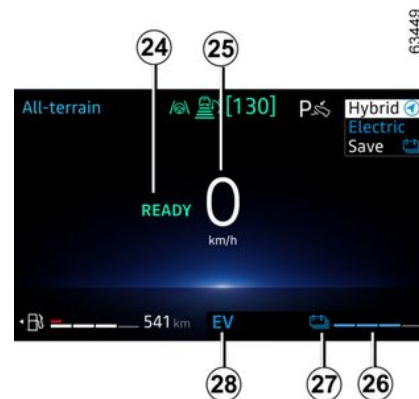 63449
24 25
All-terrain [130] P Hybrid
Electric
Save
READY 0
km/h
541 km EV
28 27 26